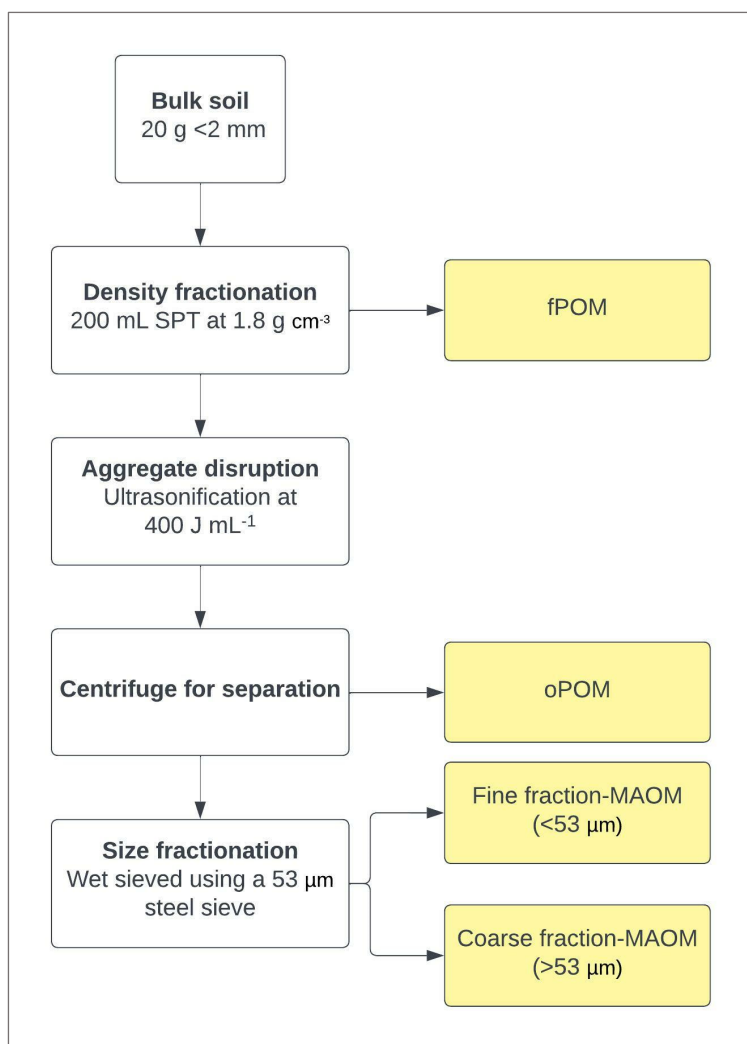 Bulk soil
20 g <2 mm
Density fractionation
200 mL SPT at 1.8 g cm⁻³
fPOM
Aggregate disruption
Ultrasonification at
400 J mL⁻¹
Centrifuge for separation
oPOM
Size fractionation
Wet sieved using a 53 µm
steel sieve
Fine fraction-MAOM
(<53 µm)
Coarse fraction-MAOM
(>53 µm)